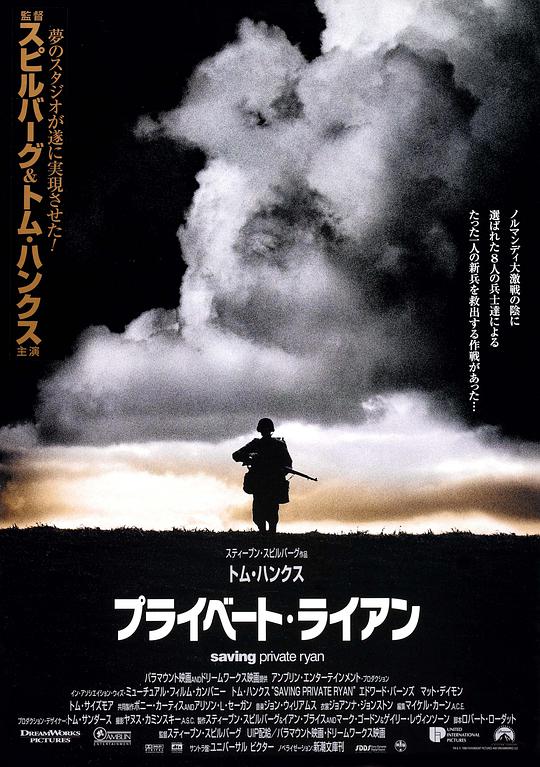 監督
スピルバーグ&トム・ハンクス
主演
夢のスタジオが遂に実現させた!
ノルマンディ大激戦の陰に
選ばれた8人の兵士達による
たった一人の新兵を救出する作戦があった…
スティーブン・スピルバーグ作品
トム・ハンクス
プライベート・ライアン
saving private ryan
パラマウント映画ANDドリームワークス映画提供 アンブリン・エンターテインメント・プロダクション
イン・アソシエイション・ウィズ・ミューチュアル・フィルム・カンパニー トム・ハンクス "SAVING PRIVATE RYAN" エドワード・バーンズ マット・デイモン
トム・サイズモア 共同製作ボニー・カーティスANDアリソン・L・セーガン 音楽ジョン・ウィリアムス 衣装ジョアンナ・ジョンストン 編集マイケル・カーンA.C.E.
プロダクション・デザイナートム・サンダース 撮影ヤヌス・カミンスキーA.S.C. 製作スティーブン・スピルバーグ&イアン・ブライスANDマーク・ゴードン&ゲイリー・レヴィンソン 脚本ロバート・ロダット
監督スティーブン・スピルバーグ UIP配給/パラマウント映画・ドリームワークス映画
サントラ盤ユニバーサル ビクター ノベライゼーション新潮文庫刊
DREAMWORKS
PICTURES
AMBLIN
ENTERTAINMENT
UNITED
INTERNATIONAL
PICTURES